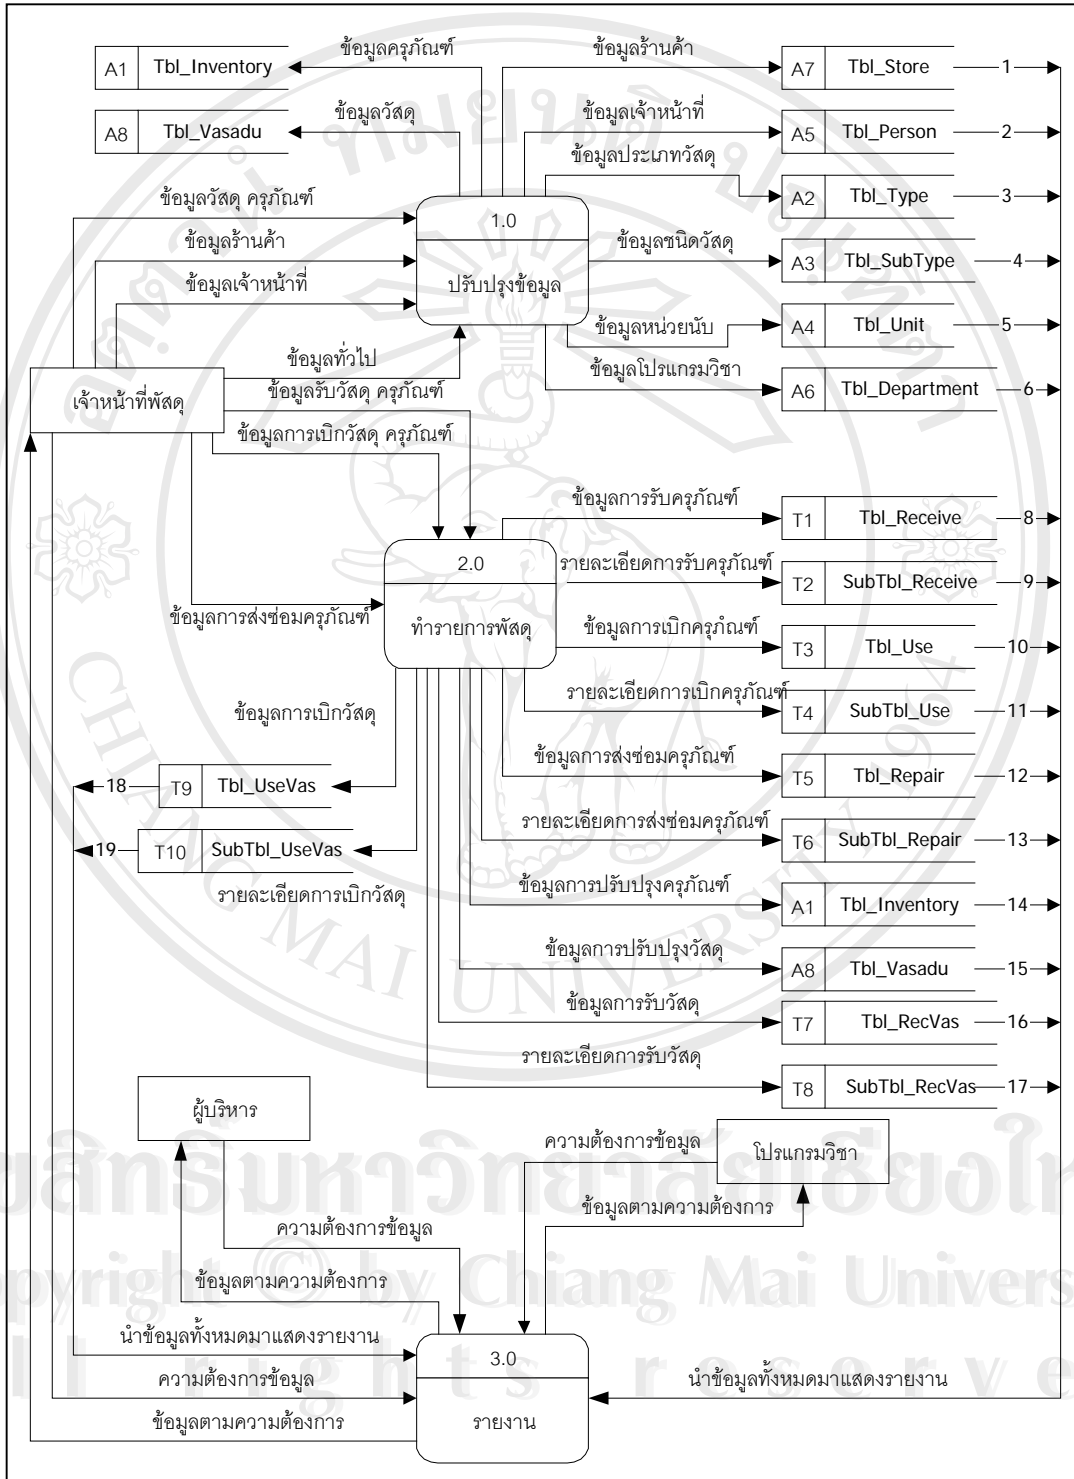 ข้อมูลครุภัณฑ์
ข้อมูลร้านค้า
A1 Tbl_Inventory
A7 Tbl_Store 1
ข้อมูลวัสดุ
ข้อมูลเจ้าหน้าที่
A8 Tbl_Vasadu
A5 Tbl_Person 2
ข้อมูลประเภทวัสดุ
ข้อมูลวัสดุ ครุภัณฑ์
A2 Tbl_Type 3
1.0
ปรับปรุงข้อมูล
ข้อมูลร้านค้า
ข้อมูลชนิดวัสดุ
A3 Tbl_SubType 4
ข้อมูลเจ้าหน้าที่
ข้อมูลหน่วยนับ
A4 Tbl_Unit 5
ข้อมูลทั่วไป
ข้อมูลโปรแกรมวิชา
A6 Tbl_Department 6
เจ้าหน้าที่พัสดุ
ข้อมูลรับวัสดุ ครุภัณฑ์
ข้อมูลการเบิกวัสดุ ครุภัณฑ์
ข้อมูลการรับครุภัณฑ์
T1 Tbl_Receive 8
2.0
ทำรายการพัสดุ
รายละเอียดการรับครุภัณฑ์
T2 SubTbl_Receive 9
ข้อมูลการส่งซ่อมครุภัณฑ์
ข้อมูลการเบิกครุภํณฑ์
T3 Tbl_Use 10
รายละเอียดการเบิกครุภัณฑ์
T4 SubTbl_Use 11
ข้อมูลการเบิกวัสดุ
ข้อมูลการส่งซ่อมครุภัณฑ์
T5 Tbl_Repair 12
18 T9 Tbl_UseVas
รายละเอียดการส่งซ่อมครุภัณฑ์
T6 SubTbl_Repair 13
19 T10 SubTbl_UseVas
รายละเอียดการเบิกวัสดุ
ข้อมูลการปรับปรุงครุภัณฑ์
A1 Tbl_Inventory 14
ข้อมูลการปรับปรุงวัสดุ
A8 Tbl_Vasadu 15
ข้อมูลการรับวัสดุ
T7 Tbl_RecVas 16
รายละเอียดการรับวัสดุ
T8 SubTbl_RecVas 17
ผู้บริหาร
ความต้องการข้อมูล
โปรแกรมวิชา
ข้อมูลตามความต้องการ
ความต้องการข้อมูล
ข้อมูลตามความต้องการ
นำข้อมูลทั้งหมดมาแสดงรายงาน
3.0
รายงาน
ความต้องการข้อมูล
นำข้อมูลทั้งหมดมาแสดงรายงาน
ข้อมูลตามความต้องการ
CHIANG MAI UNIVERSITY 1964
by Chiang Mai Univers
rights reserve